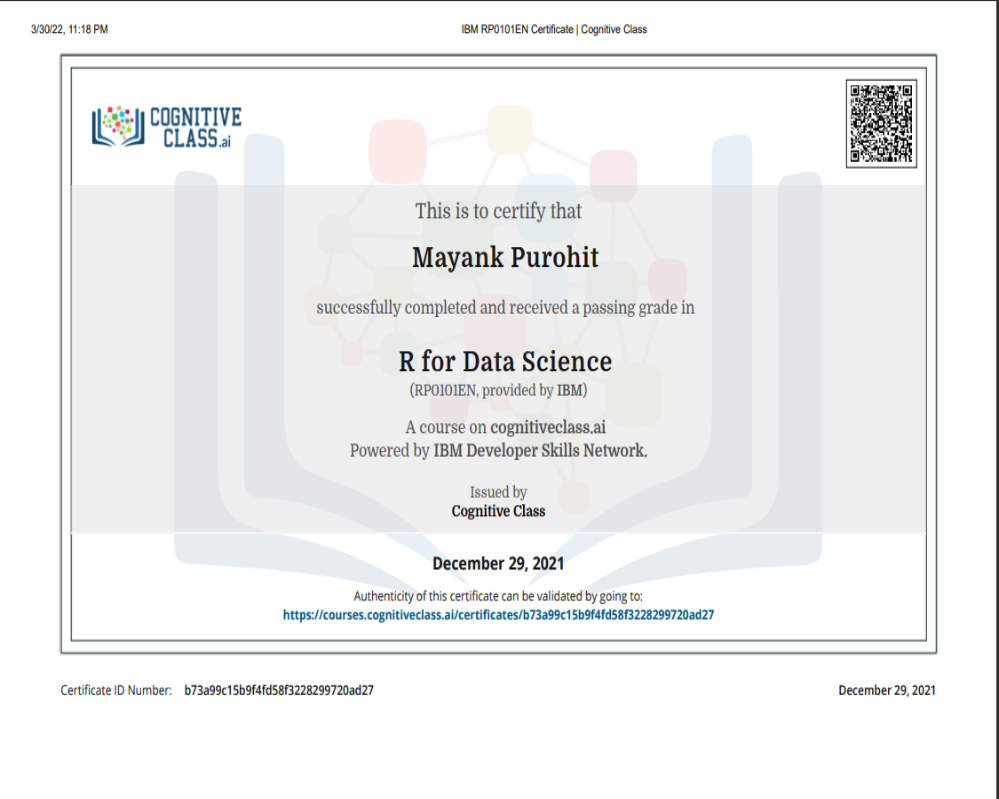 3/30/22, 11:18 PM
IBM RP0101EN Certificate | Cognitive Class
COGNITIVE
CLASS.ai
This is to certify that
Mayank Purohit
successfully completed and received a passing grade in
R for Data Science
(RP0101EN, provided by IBM)
A course on cognitiveclass.ai
Powered by IBM Developer Skills Network.
Issued by
Cognitive Class
December 29, 2021
Authenticity of this certificate can be validated by going to:
https://courses.cognitiveclass.ai/certificates/b73a99c15b9f4fd58f3228299720ad27
Certificate ID Number: b73a99c15b9f4fd58f3228299720ad27
December 29, 2021